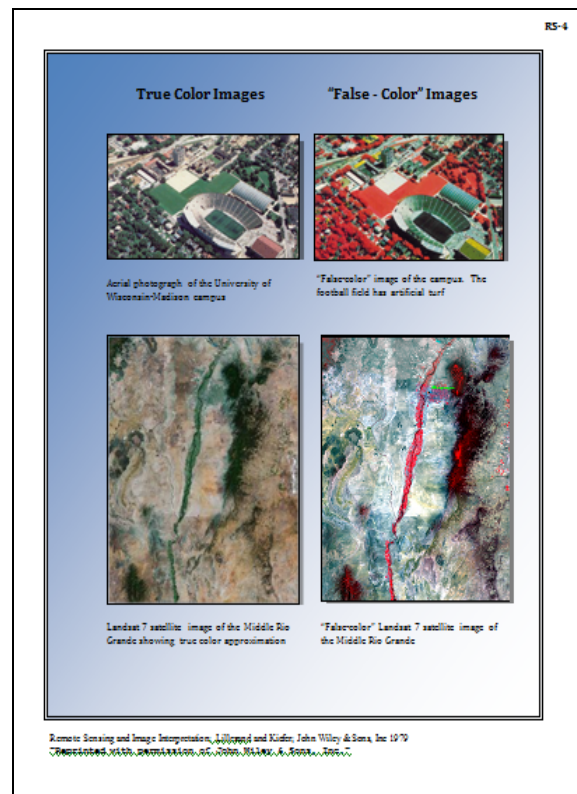 RS-4
True Color Images
“False - Color” Images
Aerial photograph of the University of
Wisconsin-Madison campus
“False-color” image of the campus. The
football field has artificial turf
Landsat 7 satellite image of the Middle Rio
Grande showing true color approximation
“False-color” Landsat 7 satellite image of
the Middle Rio Grande
Remote Sensing and Image Interpretation; Lillesand and Kiefer, John Wiley & Sons, Inc 1979
“Reprinted with permission of John Wiley & Sons, Inc.”